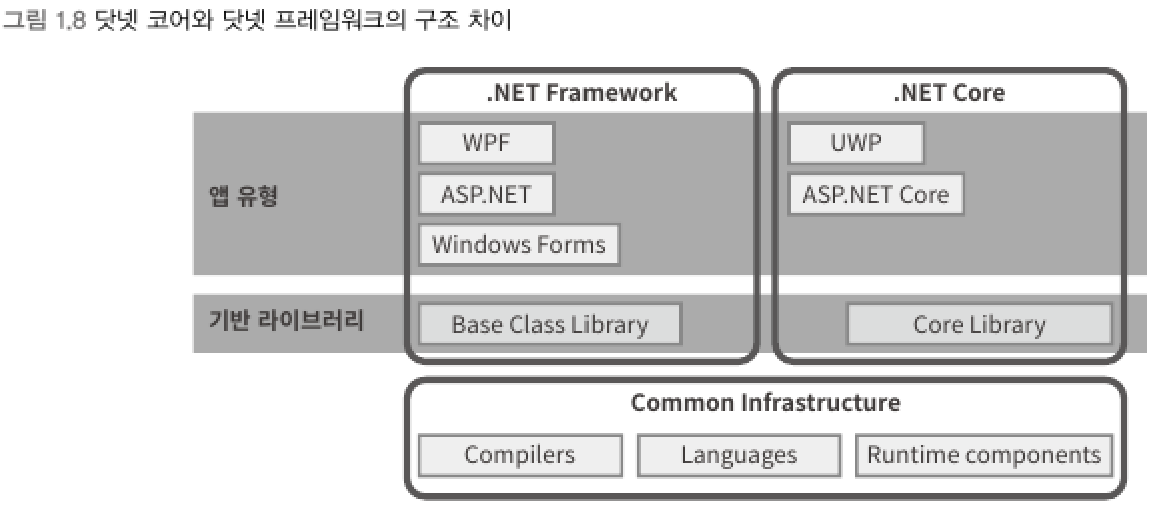 그림 1.8 닷넷 코어와 닷넷 프레임워크의 구조 차이
.NET Framework
.NET Core
앱 유형
WPF
UWP
ASP.NET
ASP.NET Core
Windows Forms
기반 라이브러리
Base Class Library
Core Library
Common Infrastructure
Compilers
Languages
Runtime components